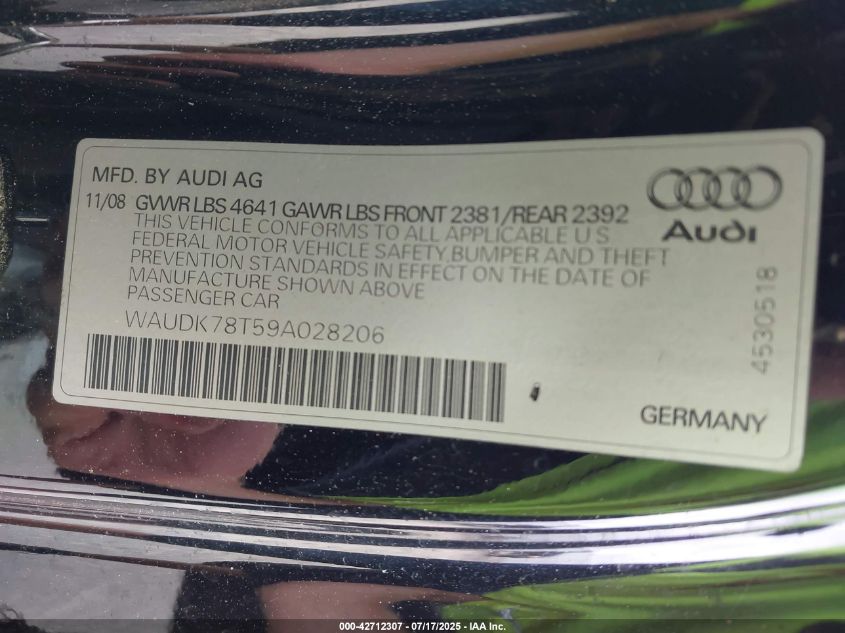 MFD. BY AUDI AG
11/08 GVWR LBS 4641 GAWR LBS FRONT 2381/REAR 2392
THIS VEHICLE CONFORMS TO ALL APPLICABLE U S
FEDERAL MOTOR VEHICLE SAFETY,BUMPER AND THEFT
PREVENTION STANDARDS IN EFFECT ON THE DATE OF
MANUFACTURE SHOWN ABOVE
PASSENGER CAR
WAUDK78T59A028206
Audi
4530518
GERMANY
000-42712307 - 07/17/2025 - IAA Inc.